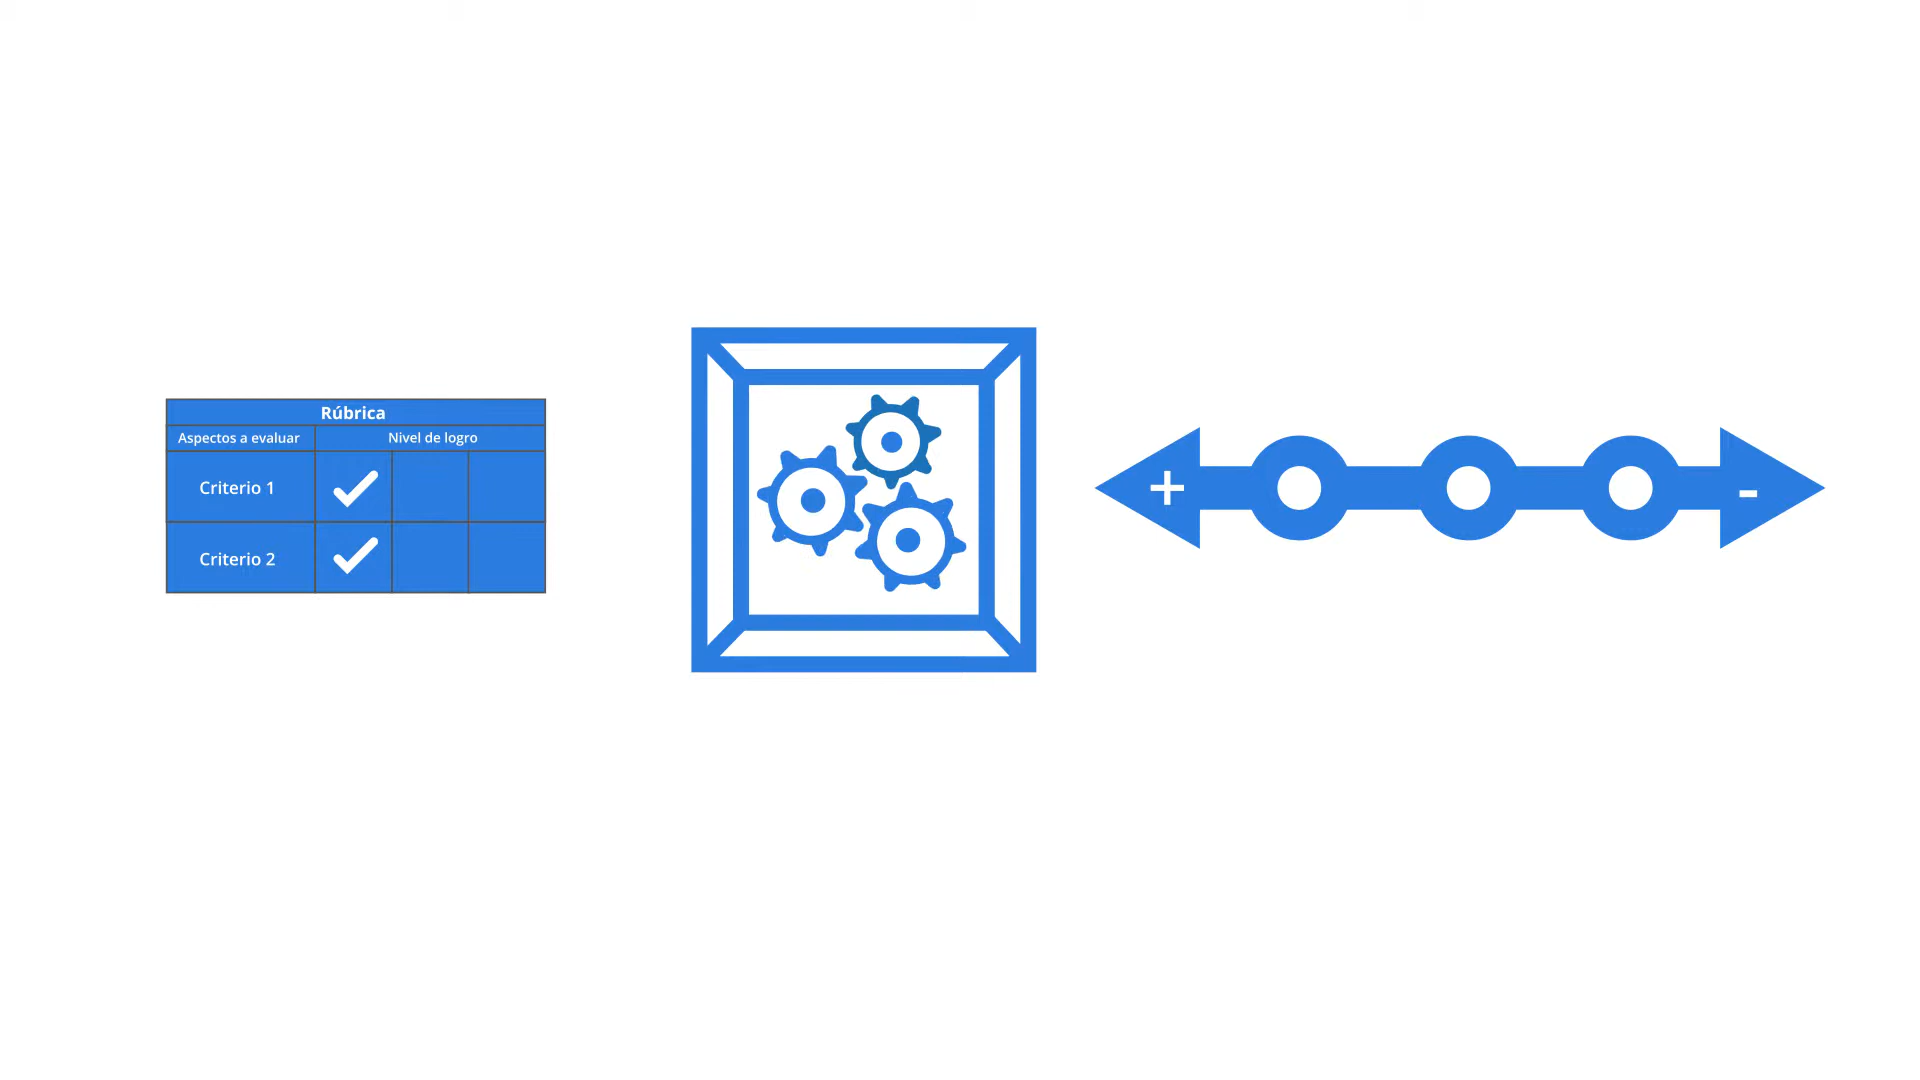 Rúbrica
Aspectos a evaluar Nivel de logro
Criterio 1
Criterio 2
+ -